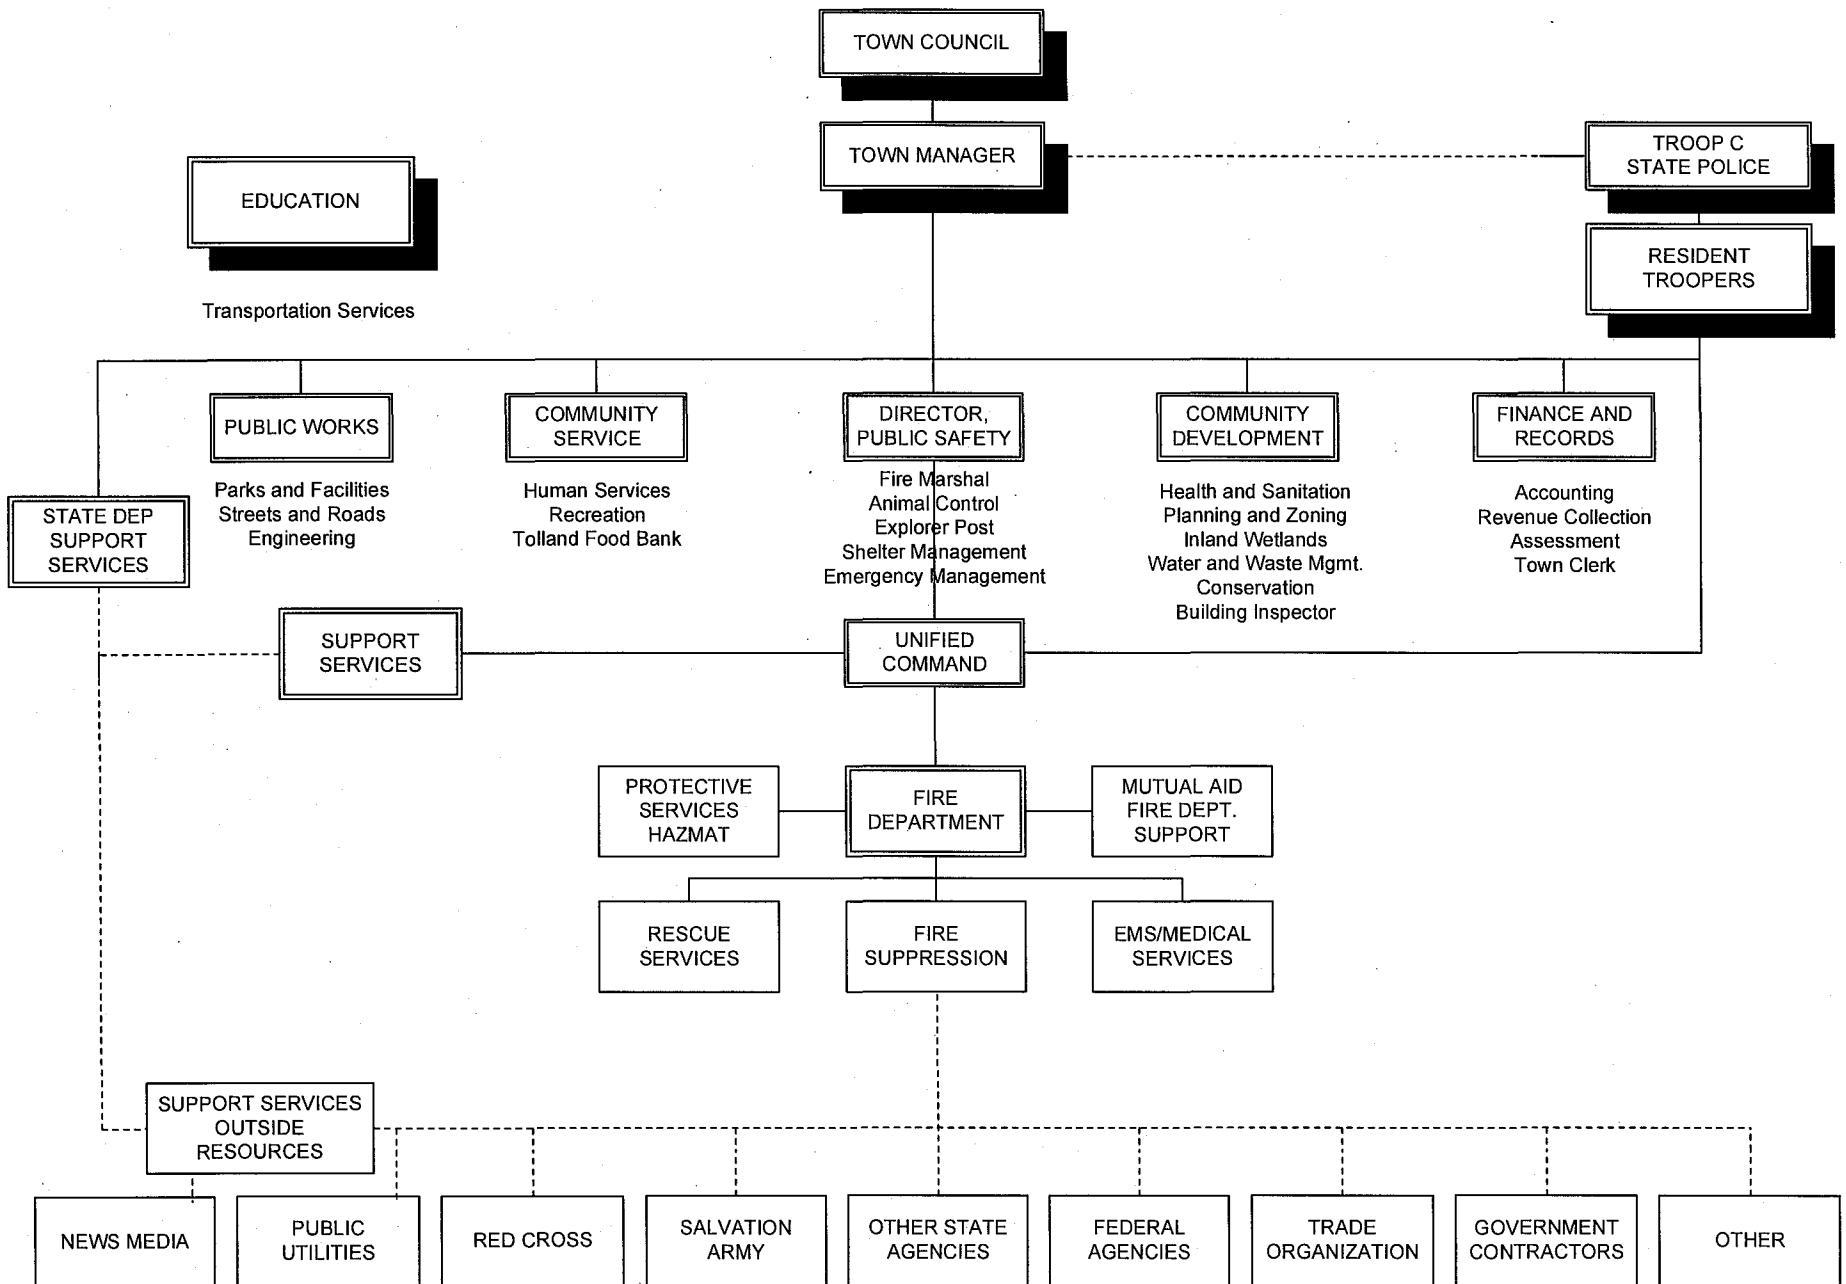 TOWN COUNCIL
TOWN MANAGER
TROOP C
STATE POLICE
EDUCATION
Transportation Services
RESIDENT
TROOPERS
PUBLIC WORKS
Parks and Facilities
Streets and Roads
Engineering
COMMUNITY
SERVICE
Human Services
Recreation
Tolland Food Bank
DIRECTOR,
PUBLIC SAFETY
Fire Marshal
Animal Control
Explorer Post
Shelter Management
Emergency Management
COMMUNITY
DEVELOPMENT
Health and Sanitation
Planning and Zoning
Inland Wetlands
Water and Waste Mgmt.
Conservation
Building Inspector
FINANCE AND
RECORDS
Accounting
Revenue Collection
Assessment
Town Clerk
STATE DEP
SUPPORT
SERVICES
SUPPORT
SERVICES
UNIFIED
COMMAND
PROTECTIVE
SERVICES
HAZMAT
FIRE
DEPARTMENT
MUTUAL AID
FIRE DEPT.
SUPPORT
RESCUE
SERVICES
FIRE
SUPPRESSION
EMS/MEDICAL
SERVICES
SUPPORT SERVICES
OUTSIDE
RESOURCES
NEWS MEDIA
PUBLIC
UTILITIES
RED CROSS
SALVATION
ARMY
OTHER STATE
AGENCIES
FEDERAL
AGENCIES
TRADE
ORGANIZATION
GOVERNMENT
CONTRACTORS
OTHER